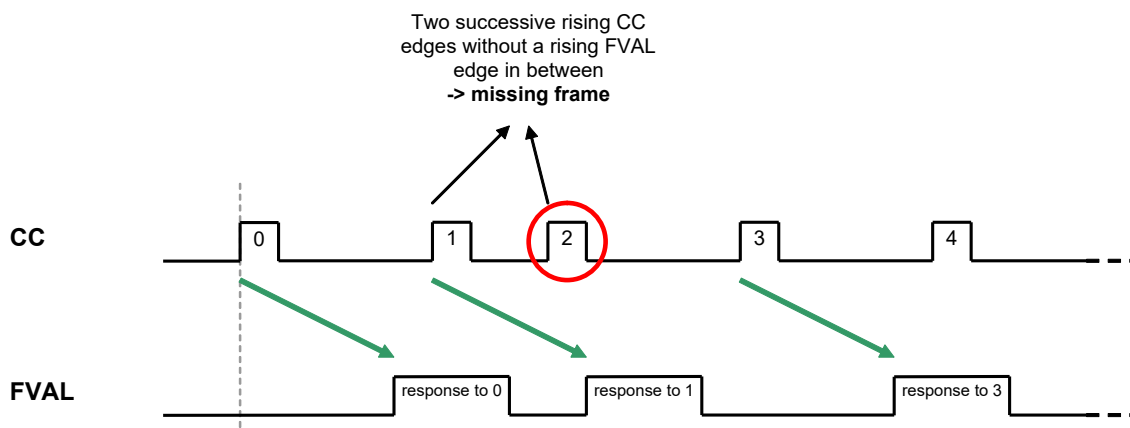 Two successive rising CC
edges without a rising FVAL
edge in between
-> missing frame
CC
0
1
2
3
4
FVAL
response to 0
response to 1
response to 3